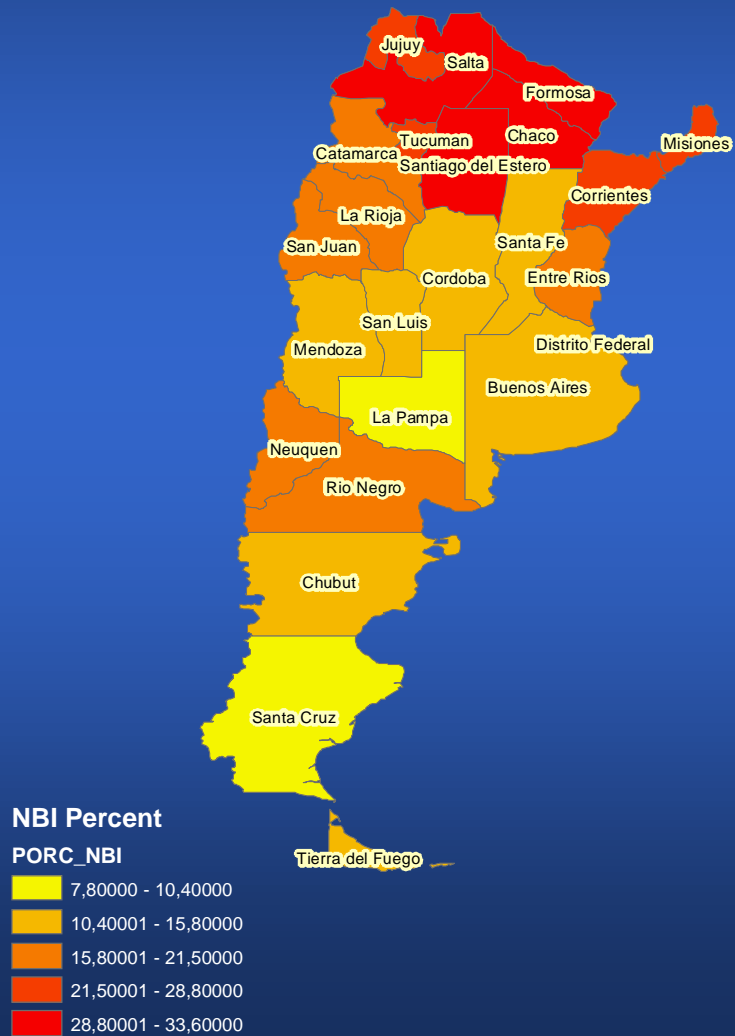 Jujuy
Salta
Formosa
Tucuman
Chaco
Misiones
Catamarca
Santiago del Estero
Corrientes
La Rioja
San Juan
Santa Fe
Cordoba
Entre Rios
San Luis
Mendoza
Distrito Federal
Buenos Aires
La Pampa
Neuquen
Rio Negro
Chubut
Santa Cruz
Tierra del Fuego
NBI Percent
PORC_NBI
7,80000 - 10,40000
10,40001 - 15,80000
15,80001 - 21,50000
21,50001 - 28,80000
28,80001 - 33,60000